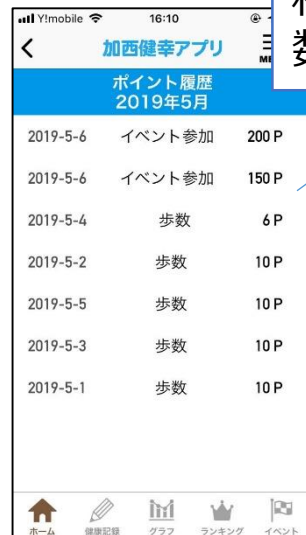 Y!mobile 16:10
加西健幸アプリ
ポイント履歴
2019年5月
2019-5-6 イベント参加 200 P
2019-5-6 イベント参加 150 P
2019-5-4 歩数 6 P
2019-5-2 歩数 10 P
2019-5-5 歩数 10 P
2019-5-3 歩数 10 P
2019-5-1 歩数 10 P
ホーム 健康記録 グラフ ランキング イベント